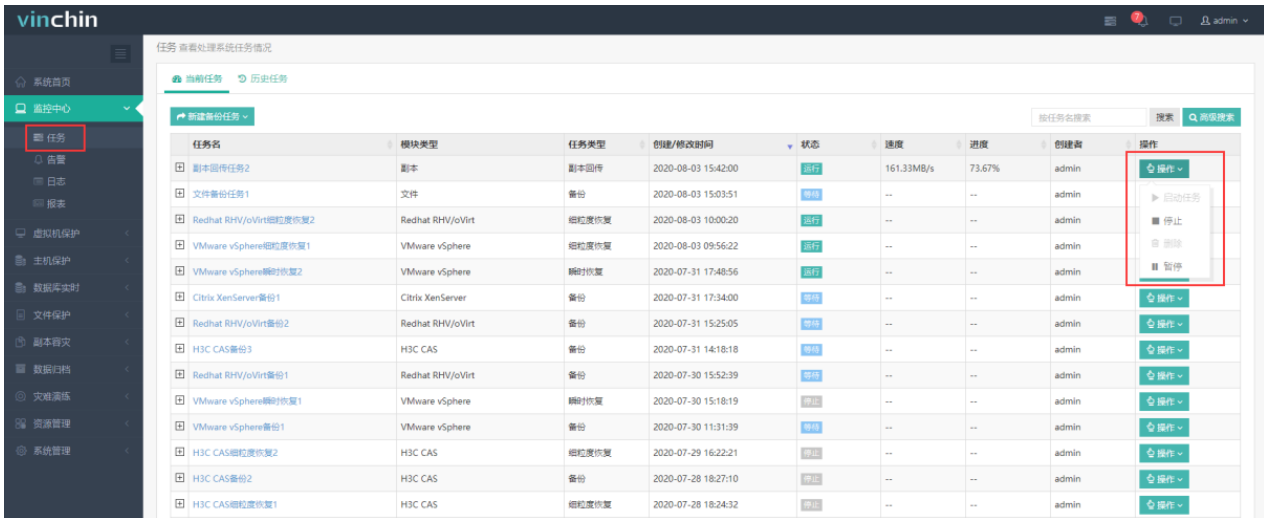 vinchin
7
admin
任务 查看处理系统任务情况
系统首页
当前任务 历史任务
监控中心
新建备份任务 按任务名搜索 搜索 高级搜索
任务
告警
日志
报表
虚拟机保护
主机保护
数据库实时
文件保护
副本容灾
数据归档
灾难演练
资源管理
系统管理
任务名 模块类型 任务类型 创建/修改时间 状态 速度 进度 创建者 操作
副本回传任务2 副本 副本回传 2020-08-03 15:42:00 运行 161.33MB/s 73.67% admin 操作
文件备份任务1 文件 备份 2020-08-03 15:03:51 等待 -- -- admin
Redhat RHV/oVirt细粒度恢复2 Redhat RHV/oVirt 细粒度恢复 2020-08-03 10:00:20 运行 -- -- admin
VMware vSphere细粒度恢复1 VMware vSphere 细粒度恢复 2020-08-03 09:56:22 运行 -- -- admin
VMware vSphere瞬时恢复2 VMware vSphere 瞬时恢复 2020-07-31 17:48:56 运行 -- -- admin
启动任务
停止
删除
暂停
Citrix XenServer备份1 Citrix XenServer 备份 2020-07-31 17:34:00 等待 -- -- admin 操作
Redhat RHV/oVirt备份2 Redhat RHV/oVirt 备份 2020-07-31 15:25:05 等待 -- -- admin 操作
H3C CAS备份3 H3C CAS 备份 2020-07-31 14:18:18 等待 -- -- admin 操作
Redhat RHV/oVirt备份1 Redhat RHV/oVirt 备份 2020-07-30 15:52:39 等待 -- -- admin 操作
VMware vSphere瞬时恢复1 VMware vSphere 瞬时恢复 2020-07-30 15:18:19 停止 -- -- admin 操作
VMware vSphere备份1 VMware vSphere 备份 2020-07-30 11:31:39 等待 -- -- admin 操作
H3C CAS细粒度恢复2 H3C CAS 细粒度恢复 2020-07-29 16:22:21 停止 -- -- admin 操作
H3C CAS备份2 H3C CAS 备份 2020-07-28 18:27:10 停止 -- -- admin 操作
H3C CAS细粒度恢复1 H3C CAS 细粒度恢复 2020-07-28 18:24:32 停止 -- -- admin 操作